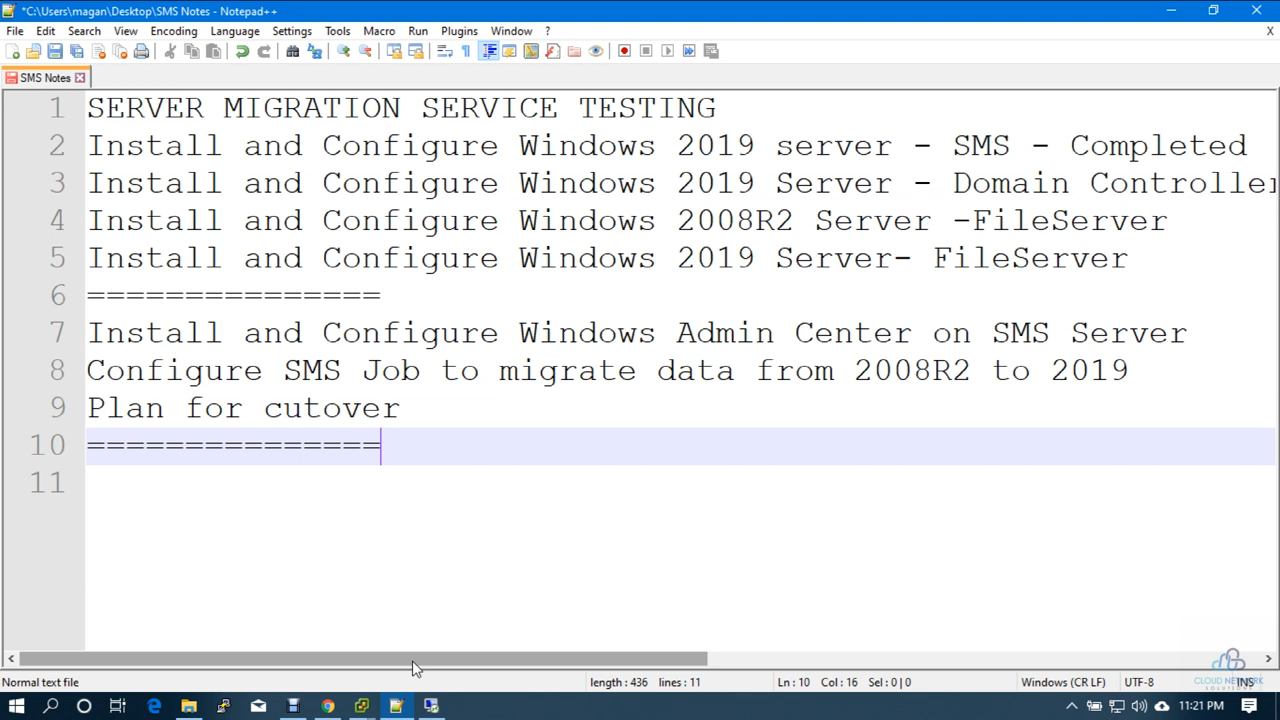 *C:\Users\magan\Desktop\SMS Notes - Notepad++
File Edit Search View Encoding Language Settings Tools Macro Run Plugins Window ? X
SMS Notes
1 SERVER MIGRATION SERVICE TESTING
2 Install and Configure Windows 2019 server - SMS - Completed
3 Install and Configure Windows 2019 Server - Domain Controller
4 Install and Configure Windows 2008R2 Server -FileServer
5 Install and Configure Windows 2019 Server- FileServer
6 ===============
7 Install and Configure Windows Admin Center on SMS Server
8 Configure SMS Job to migrate data from 2008R2 to 2019
9 Plan for cutover
10 ===============
11
CLOUD NETWORK
SOLUTIONS
Normal text file length : 436 lines : 11 Ln : 10 Col : 16 Sel : 0 | 0 Windows (CR LF) UTF-8 INS
11:21 PM